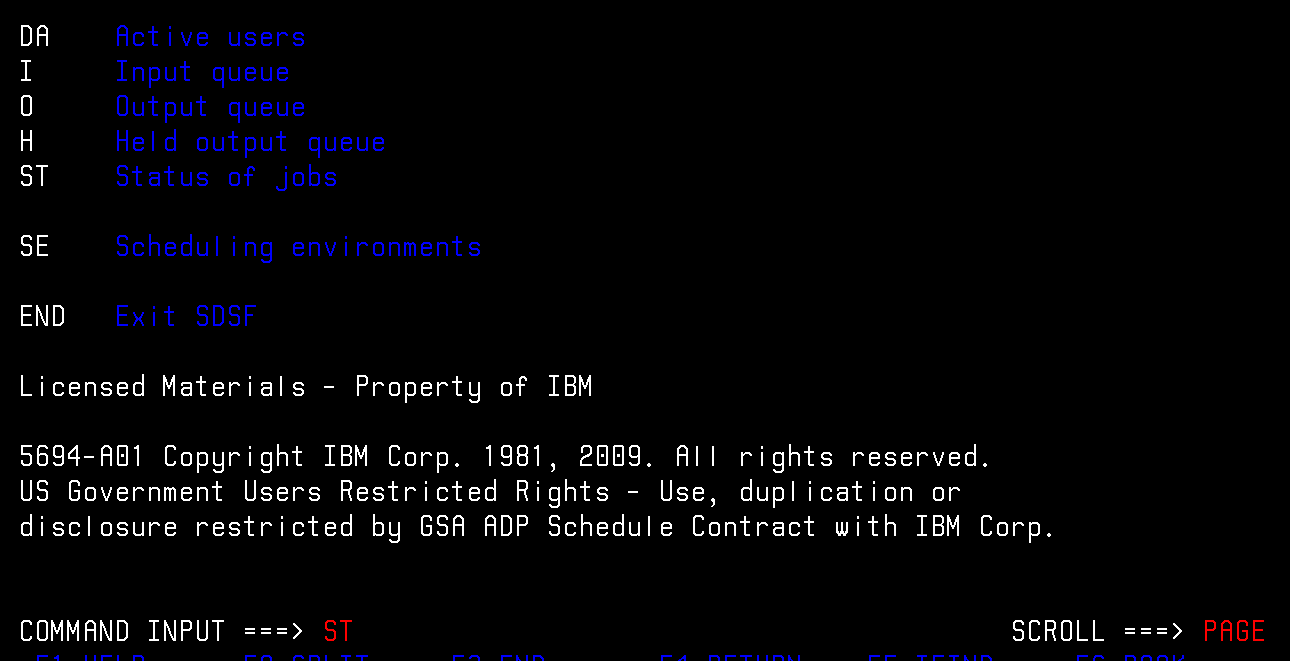 DA Active users
I Input queue
O Output queue
H Held output queue
ST Status of jobs
SE Scheduling environments
END Exit SDSF
Licensed Materials - Property of IBM
5694-A01 Copyright IBM Corp. 1981, 2009. All rights reserved.
US Government Users Restricted Rights - Use, duplication or
disclosure restricted by GSA ADP Schedule Contract with IBM Corp.
COMMAND INPUT ===> ST SCROLL ===> PAGE